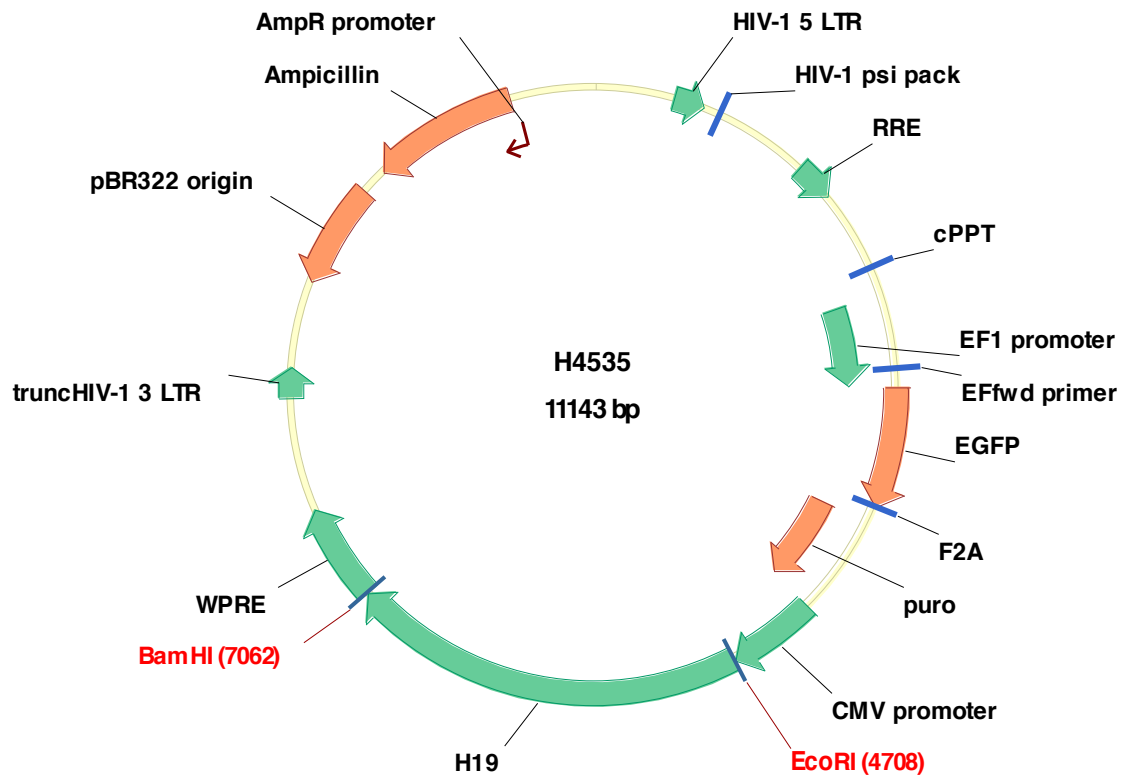 AmpR promoter
HIV-1 5 LTR
Ampicillin
HIV-1 psi pack
RRE
pBR322 origin
cPPT
EF1 promoter
H4535
truncHIV-1 3 LTR
EFfwd primer
11143 bp
EGFP
F2A
WPRE
puro
BamHI (7062)
CMV promoter
H19
EcoRI (4708)